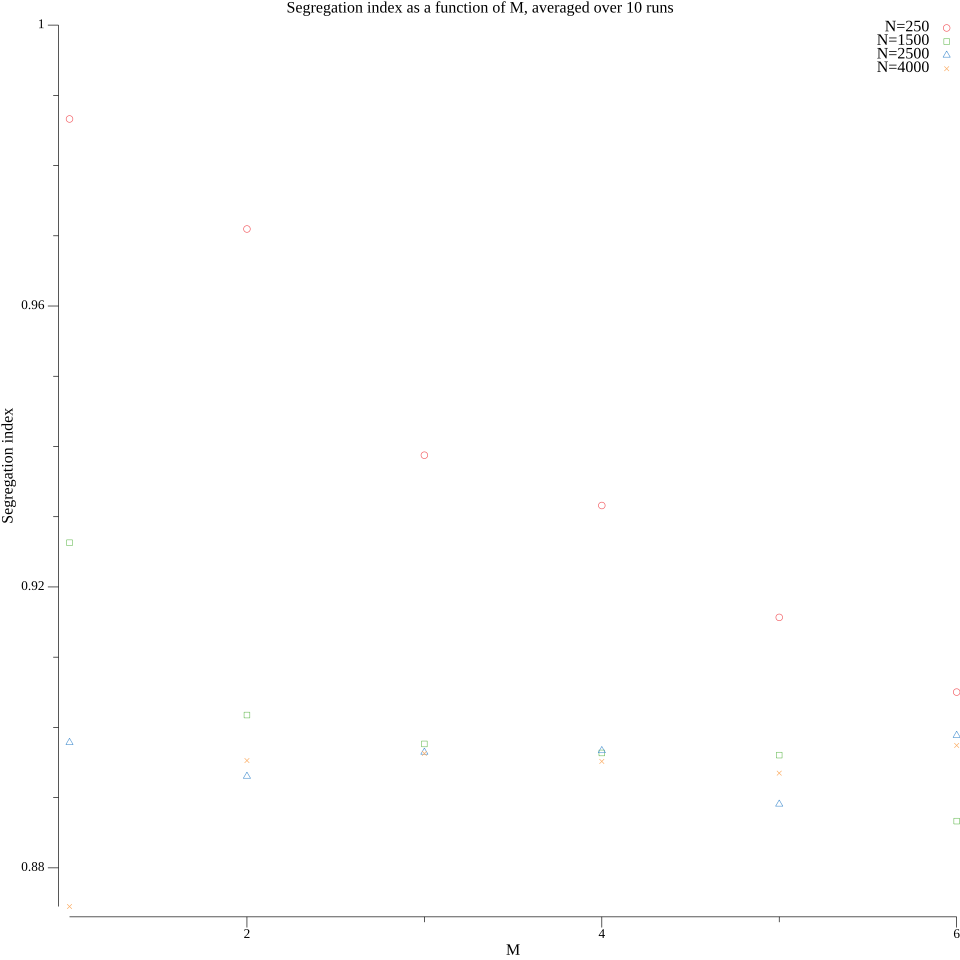 Segregation index as a function of M, averaged over 10 runs
1
N=250
N=1500
N=2500
N=4000
0.96
Segregation index
0.92
0.88
2
4
6
M